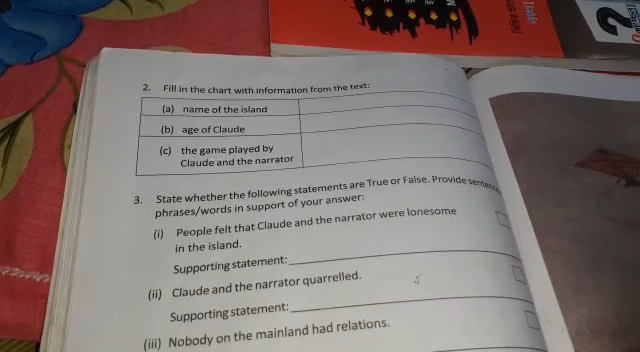 2. Fill in the chart with information from the text:
(a) name of the island
(b) age of Claude
(c) the game played by
Claude and the narrator
3. State whether the following statements are True or False. Provide
phrases/words in support of your answer:
(i) People felt that Claude and the narrator were lonesome
in the island.
Supporting statement:
(ii) Claude and the narrator quarrelled.
Supporting statement:
(iii) Nobody on the mainland had relations.